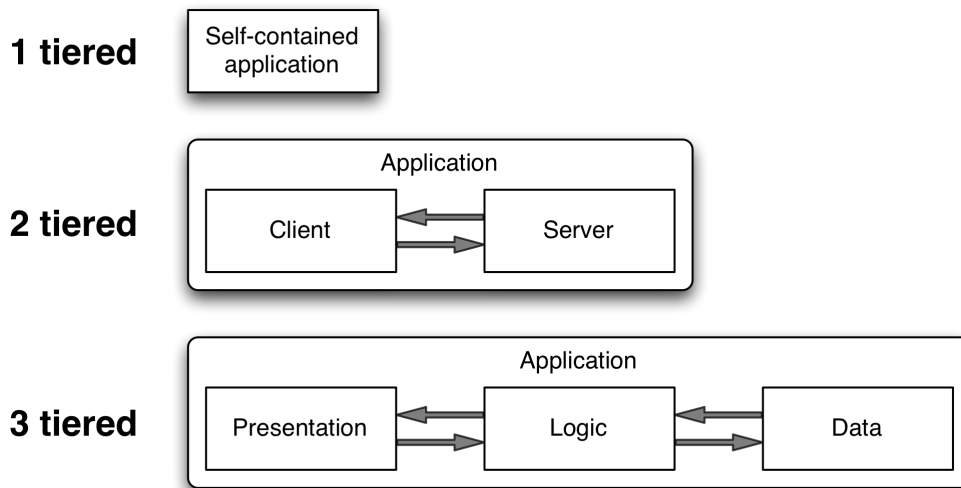 1 tiered
Self-contained
application
2 tiered
Application
Client
Server
3 tiered
Application
Presentation
Logic
Data